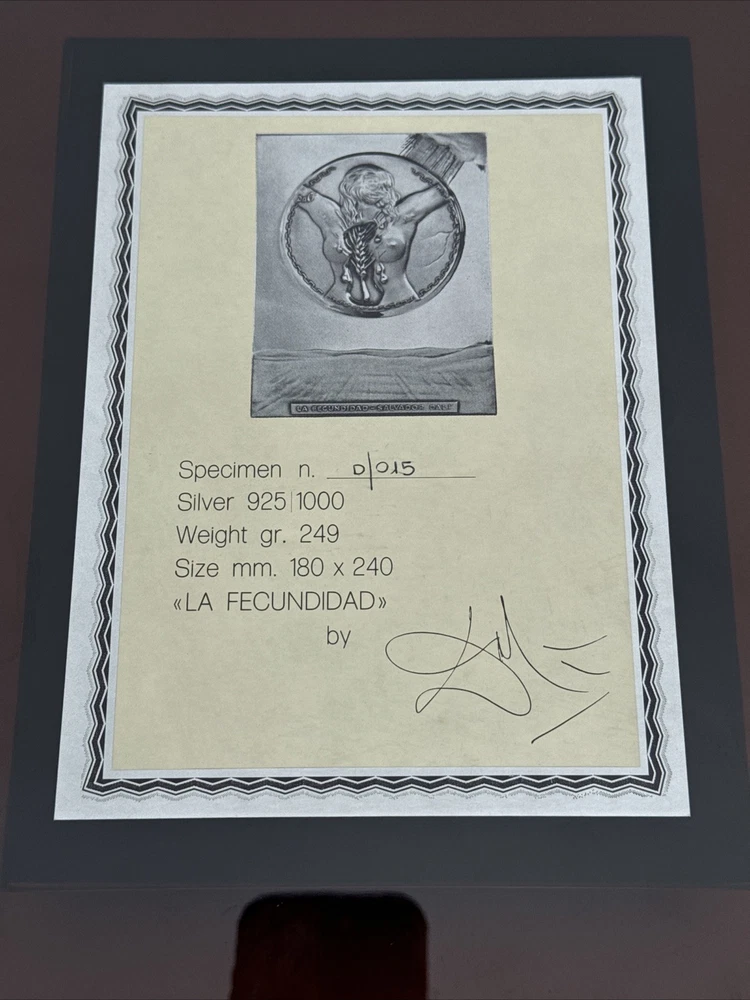 LA FECUNDIDAD - SALVADOR DALI
Specimen n. D/015
Silver 925|1000
Weight gr. 249
Size mm. 180 x 240
«LA FECUNDIDAD»
by Dalí